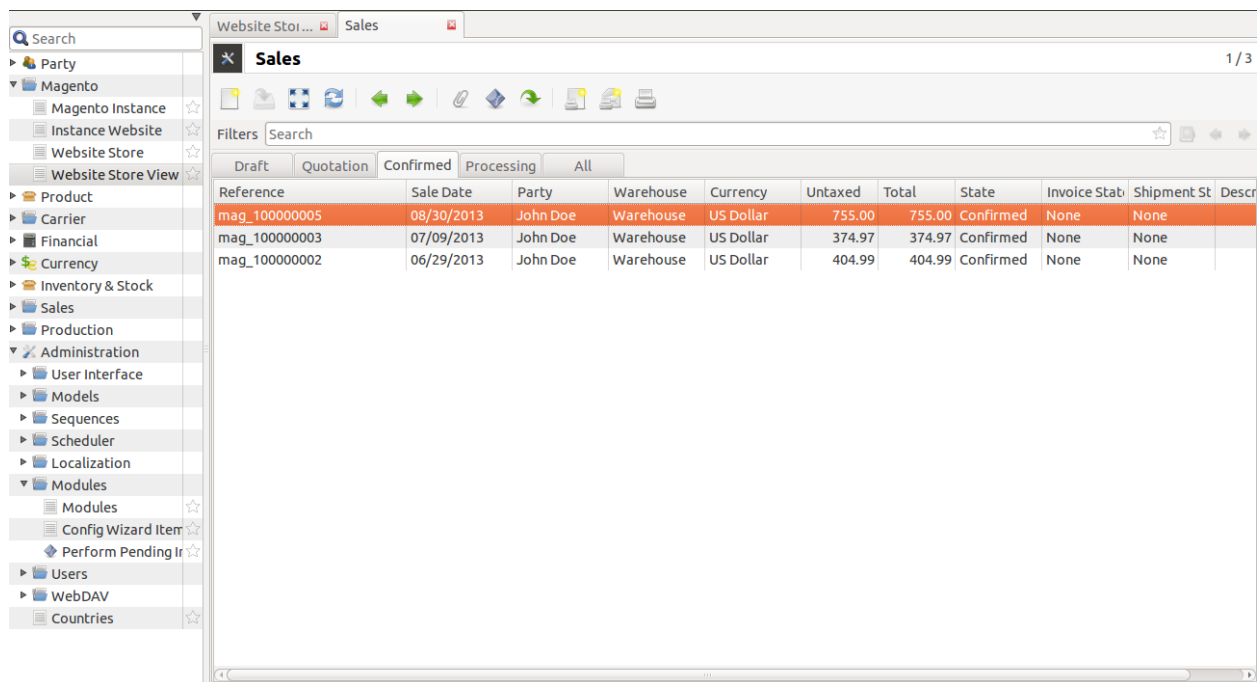 Search
Party
Magento
Magento Instance
Instance Website
Website Store
Website Store View
Product
Carrier
Financial
Currency
Inventory & Stock
Sales
Production
Administration
User Interface
Models
Sequences
Scheduler
Localization
Modules
Modules
Config Wizard Item
Perform Pending In
Users
WebDAV
Countries
Website Stor... Sales
Sales 1 / 3
Filters Search
Draft Quotation Confirmed Processing All
Reference Sale Date Party Warehouse Currency Untaxed Total State Invoice Stat Shipment St Descr
mag_100000005 08/30/2013 John Doe Warehouse US Dollar 755.00 755.00 Confirmed None None
mag_100000003 07/09/2013 John Doe Warehouse US Dollar 374.97 374.97 Confirmed None None
mag_100000002 06/29/2013 John Doe Warehouse US Dollar 404.99 404.99 Confirmed None None